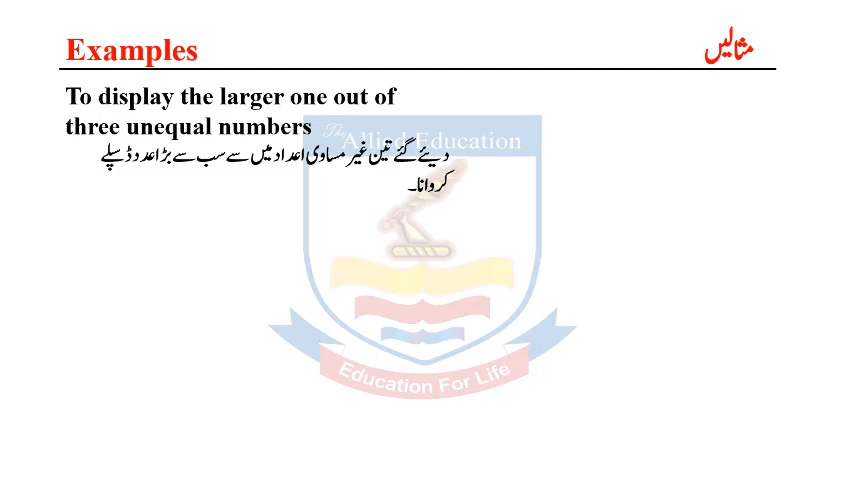 Examples
مثالیں
To display the larger one out of
three unequal numbers
دیئے گئے تین غیر مساوی اعداد میں سے سب سے بڑا عدد ڈسپلے
کروانا۔
The Allied Education
Education For Life